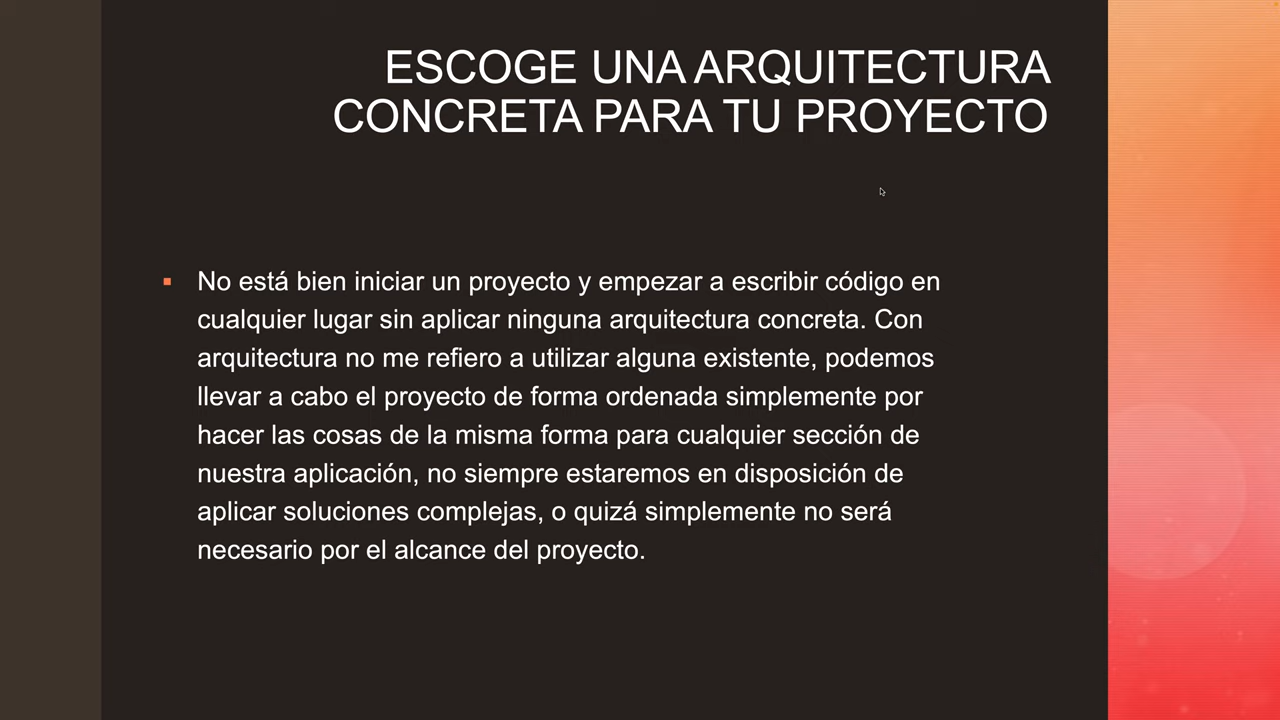 ESCOGE UNA ARQUITECTURA
CONCRETA PARA TU PROYECTO
No está bien iniciar un proyecto y empezar a escribir código en
cualquier lugar sin aplicar ninguna arquitectura concreta. Con
arquitectura no me refiero a utilizar alguna existente, podemos
llevar a cabo el proyecto de forma ordenada simplemente por
hacer las cosas de la misma forma para cualquier sección de
nuestra aplicación, no siempre estaremos en disposición de
aplicar soluciones complejas, o quizá simplemente no será
necesario por el alcance del proyecto.